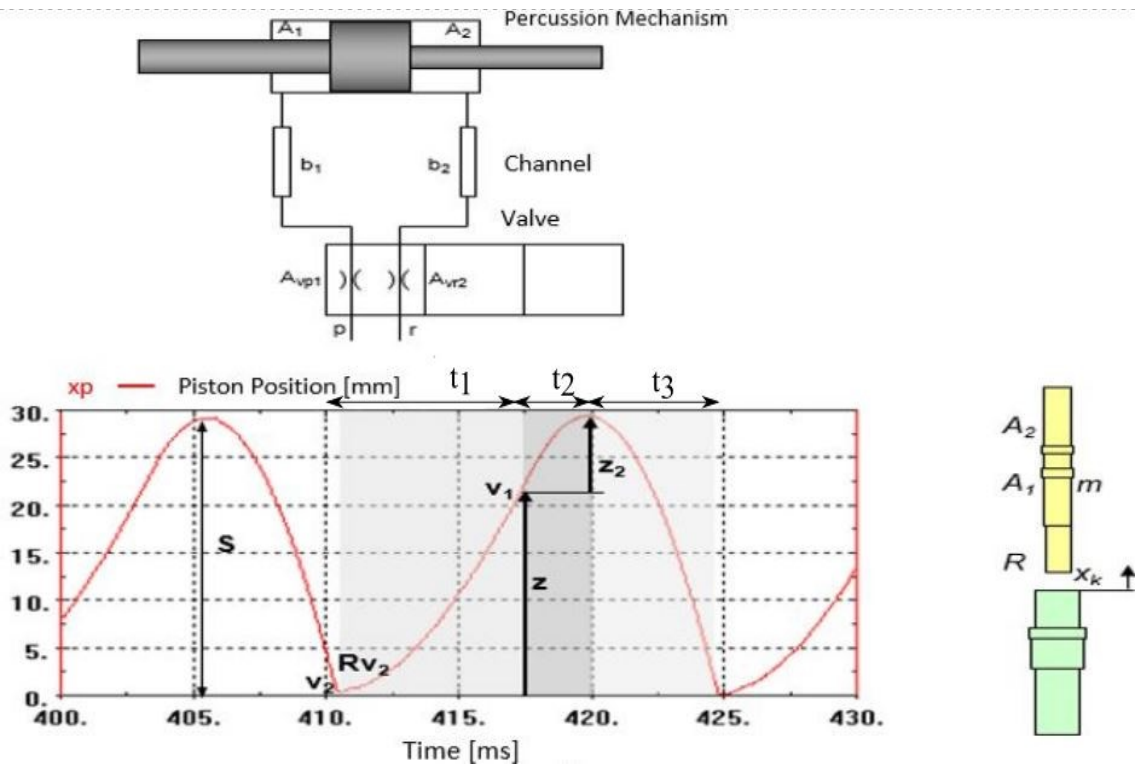 Percussion Mechanism
A₁ A₂
b₁ b₂ Channel
Valve
Aᵥₚ₁ )( )( Aᵥᵣ₂
p r
xp Piston Position [mm] t₁ t₂ t₃
30.
25.
20.
15.
10.
5.
0.
S
v₁
z₂
z
Rv₂
v₂
400. 405. 410. 415. 420. 425. 430.
Time [ms]
A₂
A₁ m
R xₖ